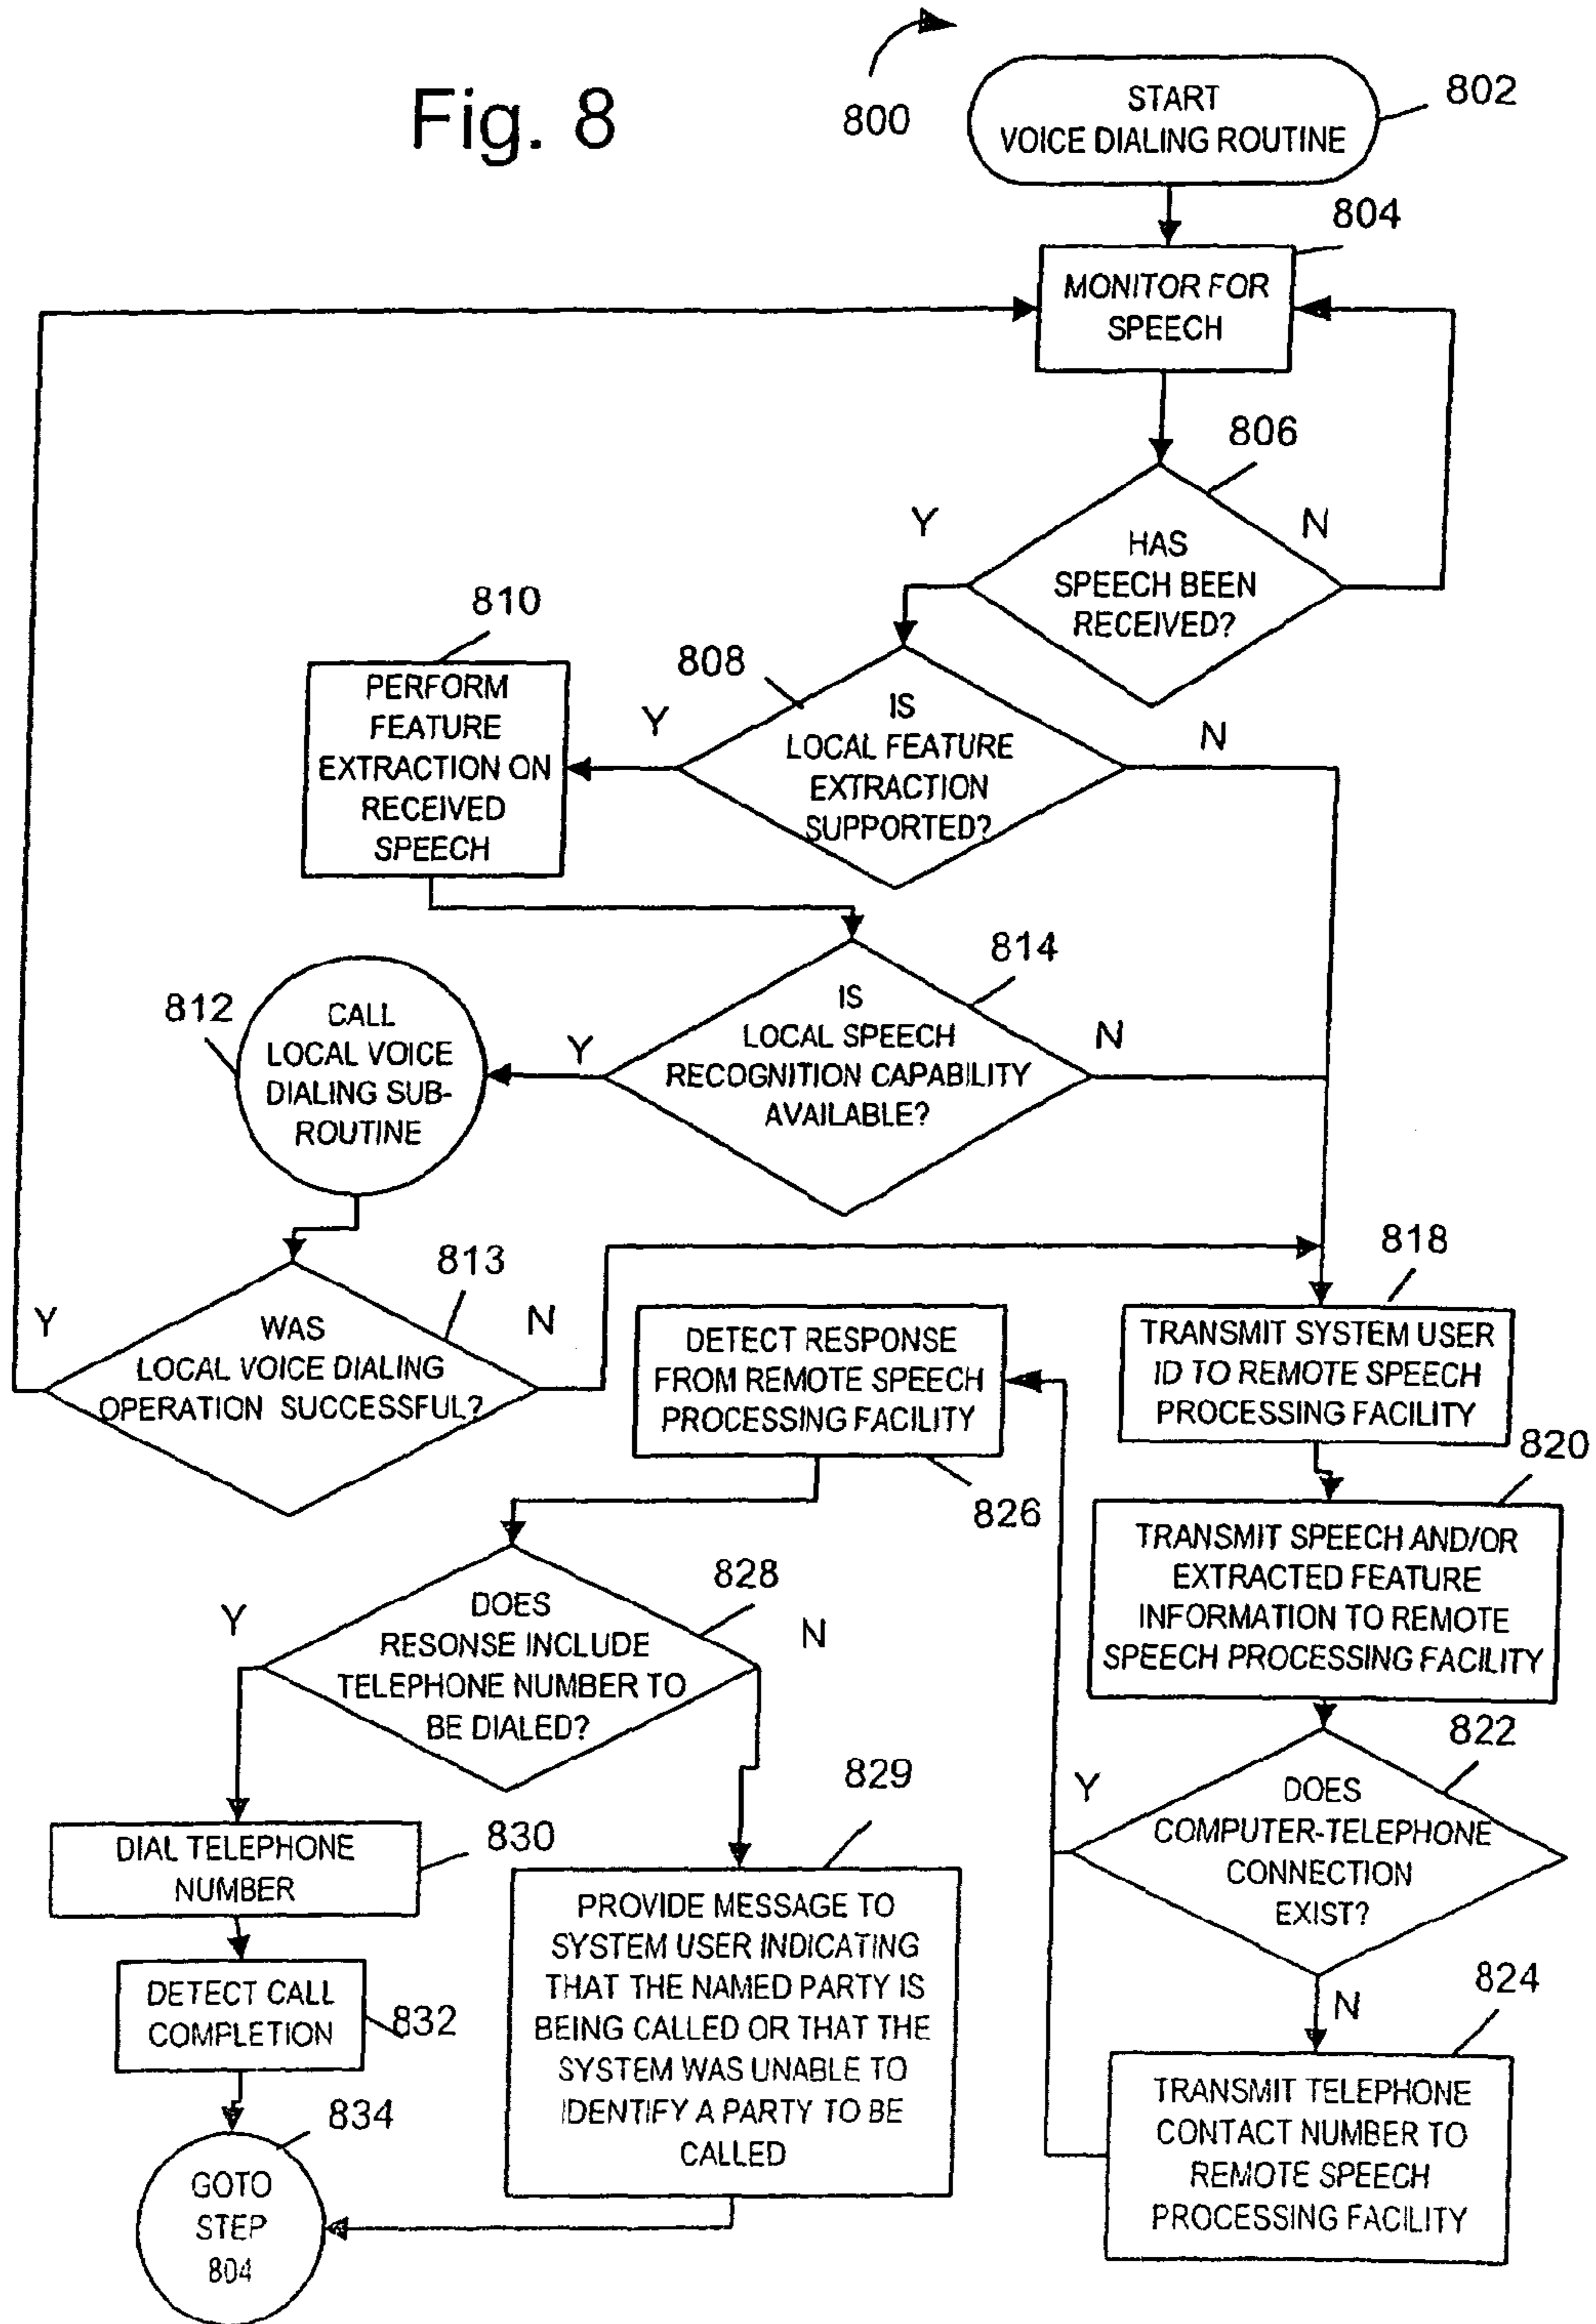 Fig. 8
800
START
VOICE DIALING ROUTINE
802
804
MONITOR FOR
SPEECH
806
Y
N
HAS
SPEECH BEEN
RECEIVED?
810
PERFORM
FEATURE
EXTRACTION ON
RECEIVED
SPEECH
808
Y
N
IS
LOCAL FEATURE
EXTRACTION
SUPPORTED?
814
IS
LOCAL SPEECH
RECOGNITION CAPABILITY
AVAILABLE?
Y
N
812
CALL
LOCAL VOICE
DIALING SUB-
ROUTINE
813
Y
N
WAS
LOCAL VOICE DIALING
OPERATION SUCCESSFUL?
818
TRANSMIT SYSTEM USER
ID TO REMOTE SPEECH
PROCESSING FACILITY
820
TRANSMIT SPEECH AND/OR
EXTRACTED FEATURE
INFORMATION TO REMOTE
SPEECH PROCESSING FACILITY
822
Y
DOES
COMPUTER-TELEPHONE
CONNECTION
EXIST?
N
824
TRANSMIT TELEPHONE
CONTACT NUMBER TO
REMOTE SPEECH
PROCESSING FACILITY
DETECT RESPONSE
FROM REMOTE SPEECH
PROCESSING FACILITY
826
828
Y
N
DOES
RESONSE INCLUDE
TELEPHONE NUMBER TO
BE DIALED?
829
PROVIDE MESSAGE TO
SYSTEM USER INDICATING
THAT THE NAMED PARTY IS
BEING CALLED OR THAT THE
SYSTEM WAS UNABLE TO
IDENTIFY A PARTY TO BE
CALLED
DIAL TELEPHONE
NUMBER
830
DETECT CALL
COMPLETION
832
834
GOTO
STEP
804